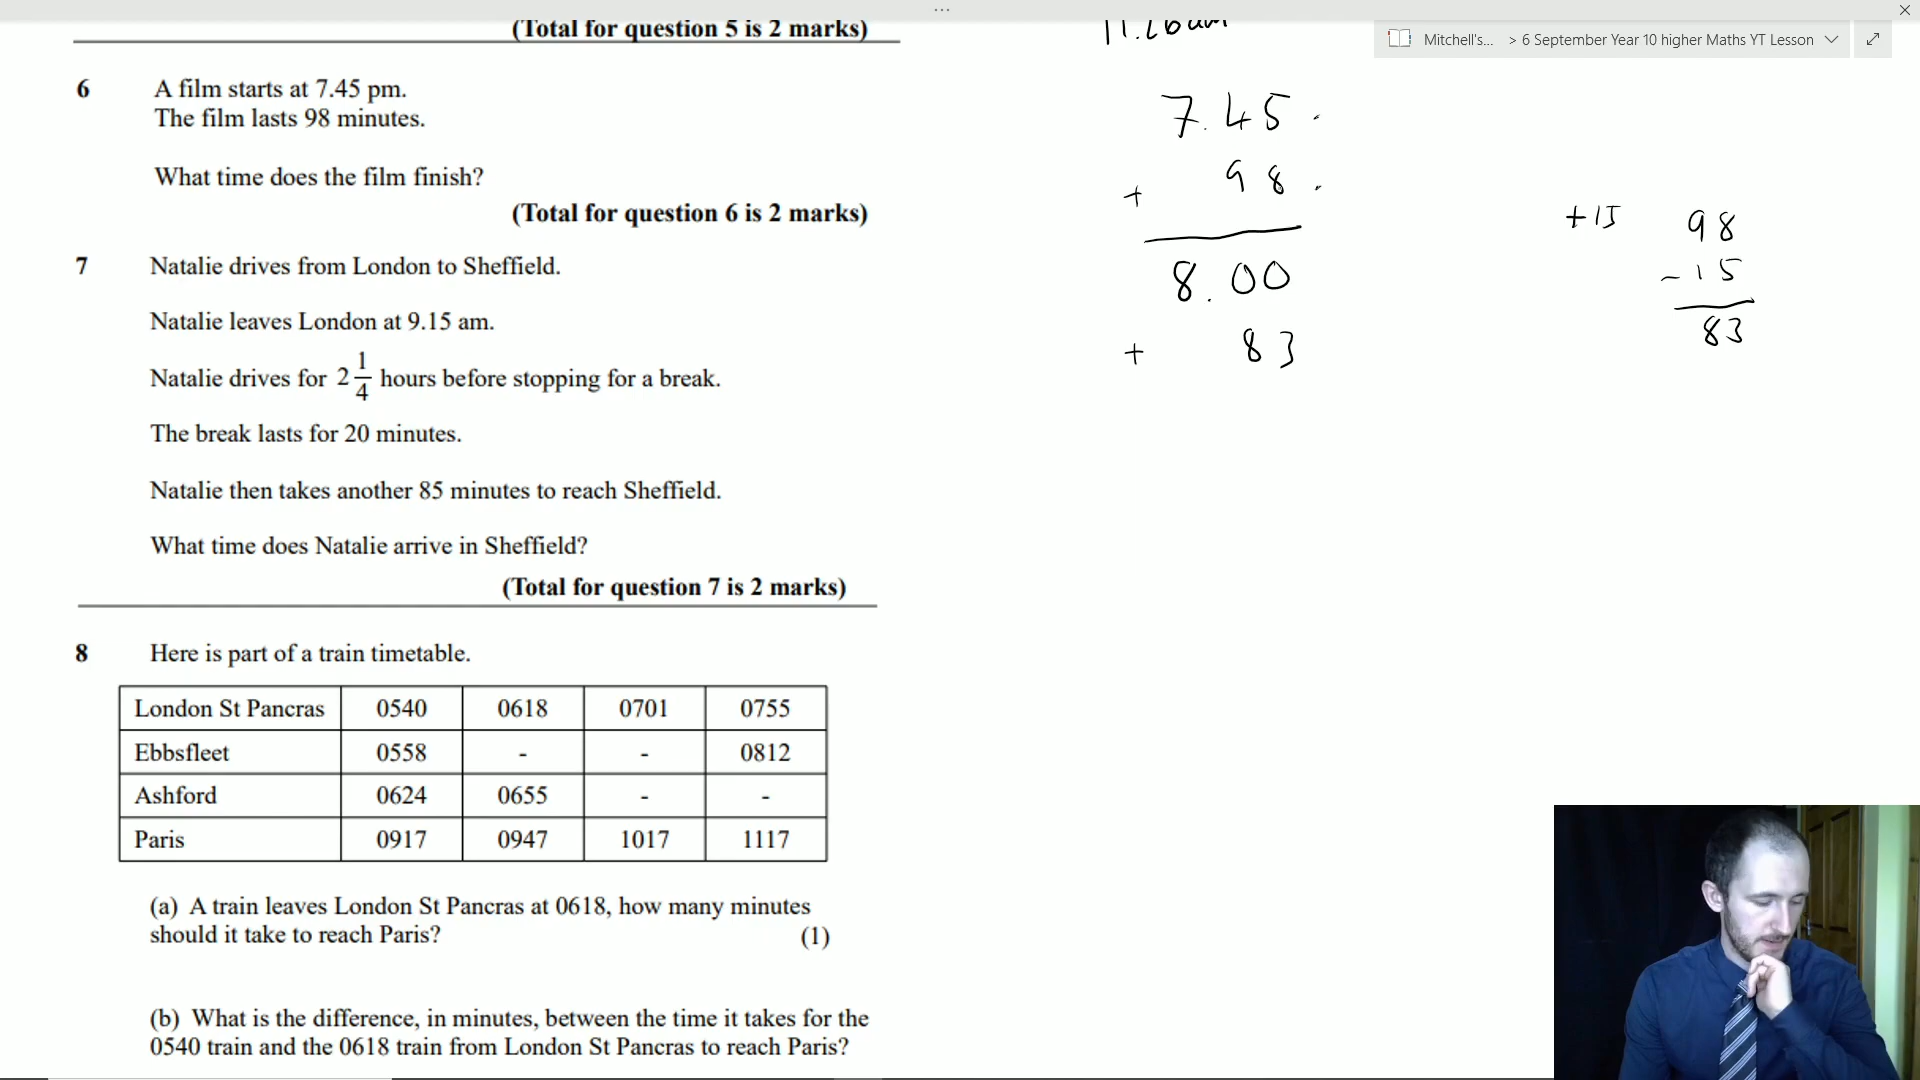 (Total for question 5 is 2 marks)
6 A film starts at 7.45 pm.
The film lasts 98 minutes.
What time does the film finish?
(Total for question 6 is 2 marks)
7 Natalie drives from London to Sheffield.
Natalie leaves London at 9.15 am.
Natalie drives for 2 1/4 hours before stopping for a break.
The break lasts for 20 minutes.
Natalie then takes another 85 minutes to reach Sheffield.
What time does Natalie arrive in Sheffield?
(Total for question 7 is 2 marks)
8 Here is part of a train timetable.
London St Pancras 0540 0618 0701 0755
Ebbsfleet 0558 - - 0812
Ashford 0624 0655 - -
Paris 0917 0947 1017 1117
(a) A train leaves London St Pancras at 0618, how many minutes
should it take to reach Paris? (1)
(b) What is the difference, in minutes, between the time it takes for the
0540 train and the 0618 train from London St Pancras to reach Paris?
7.45
+ 98
8.00
+ 83
+15 98
-15
83
Mitchell's... > 6 September Year 10 higher Maths YT Lesson